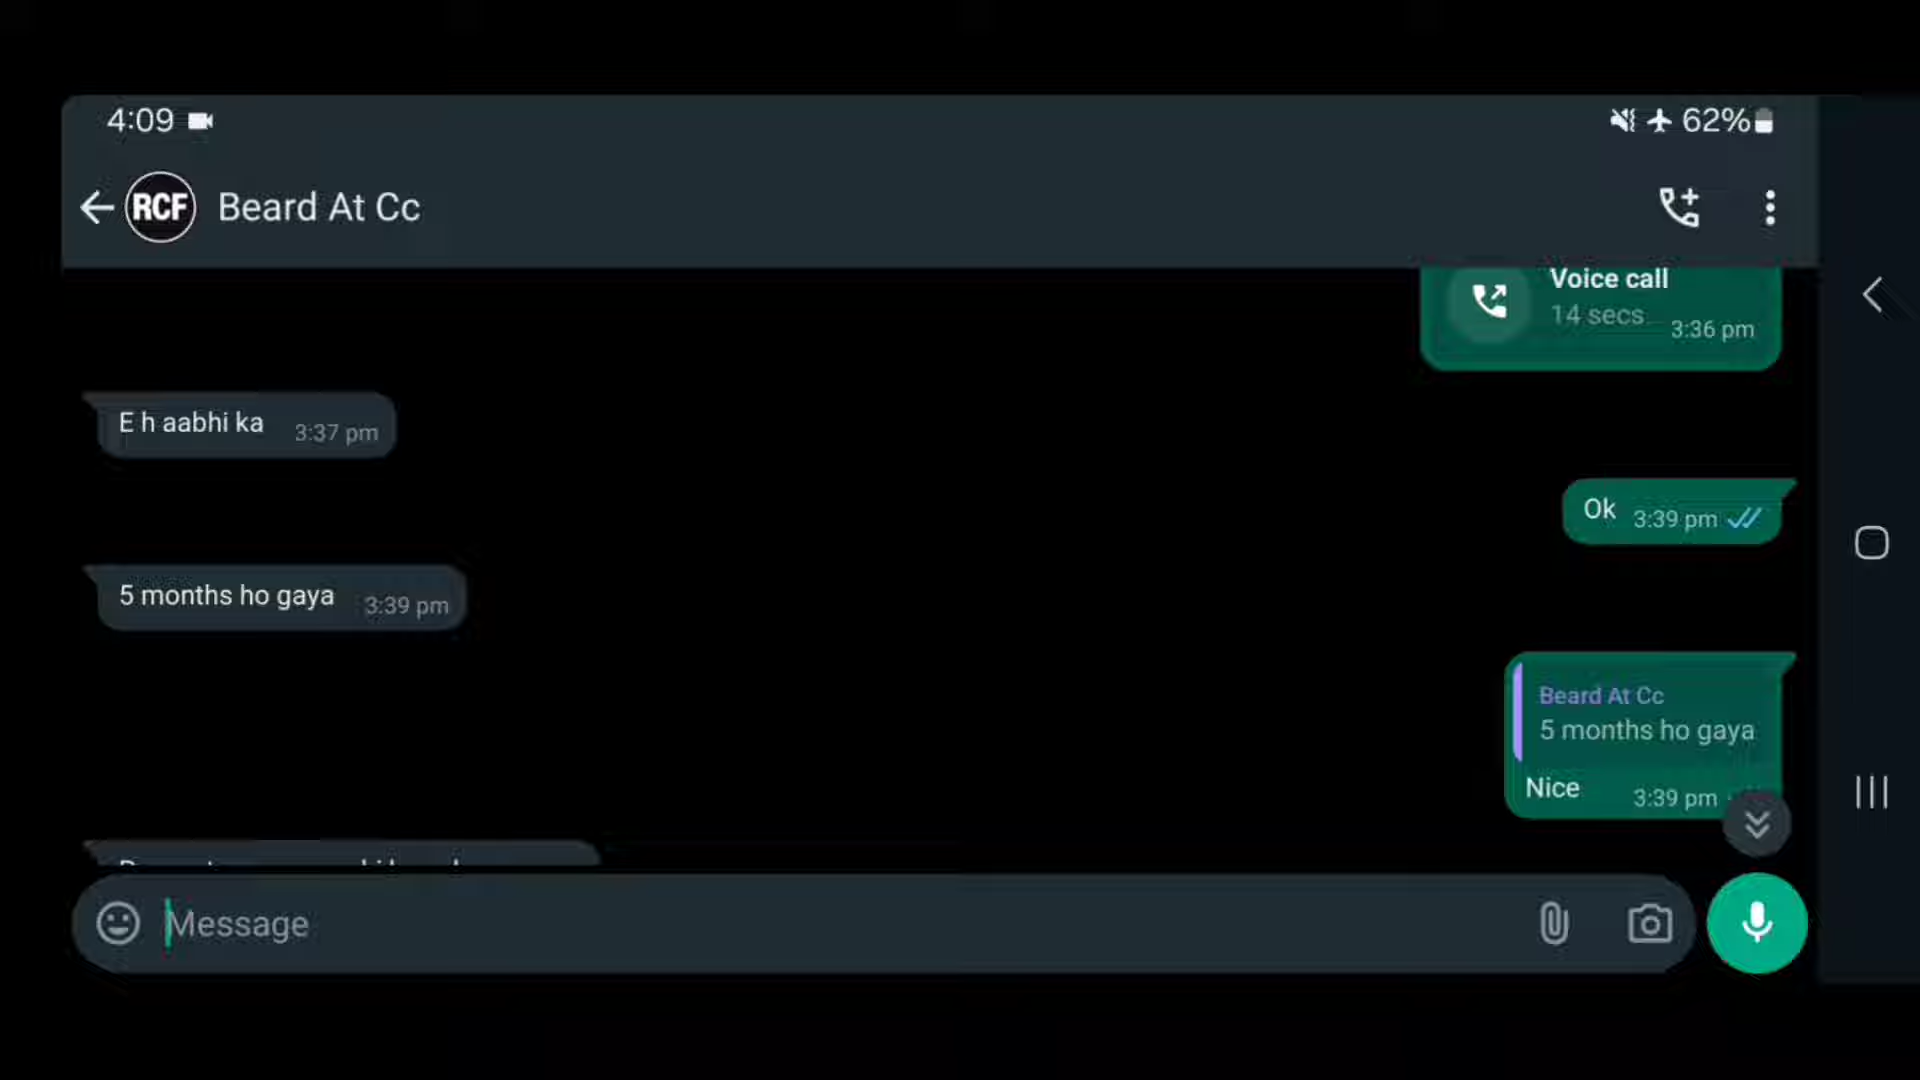 4:09
62%
RCF
Beard At Cc
Voice call
14 secs
3:36 pm
E h aabhi ka
3:37 pm
Ok
3:39 pm
5 months ho gaya
3:39 pm
Beard At Cc
5 months ho gaya
Nice
3:39 pm
Message